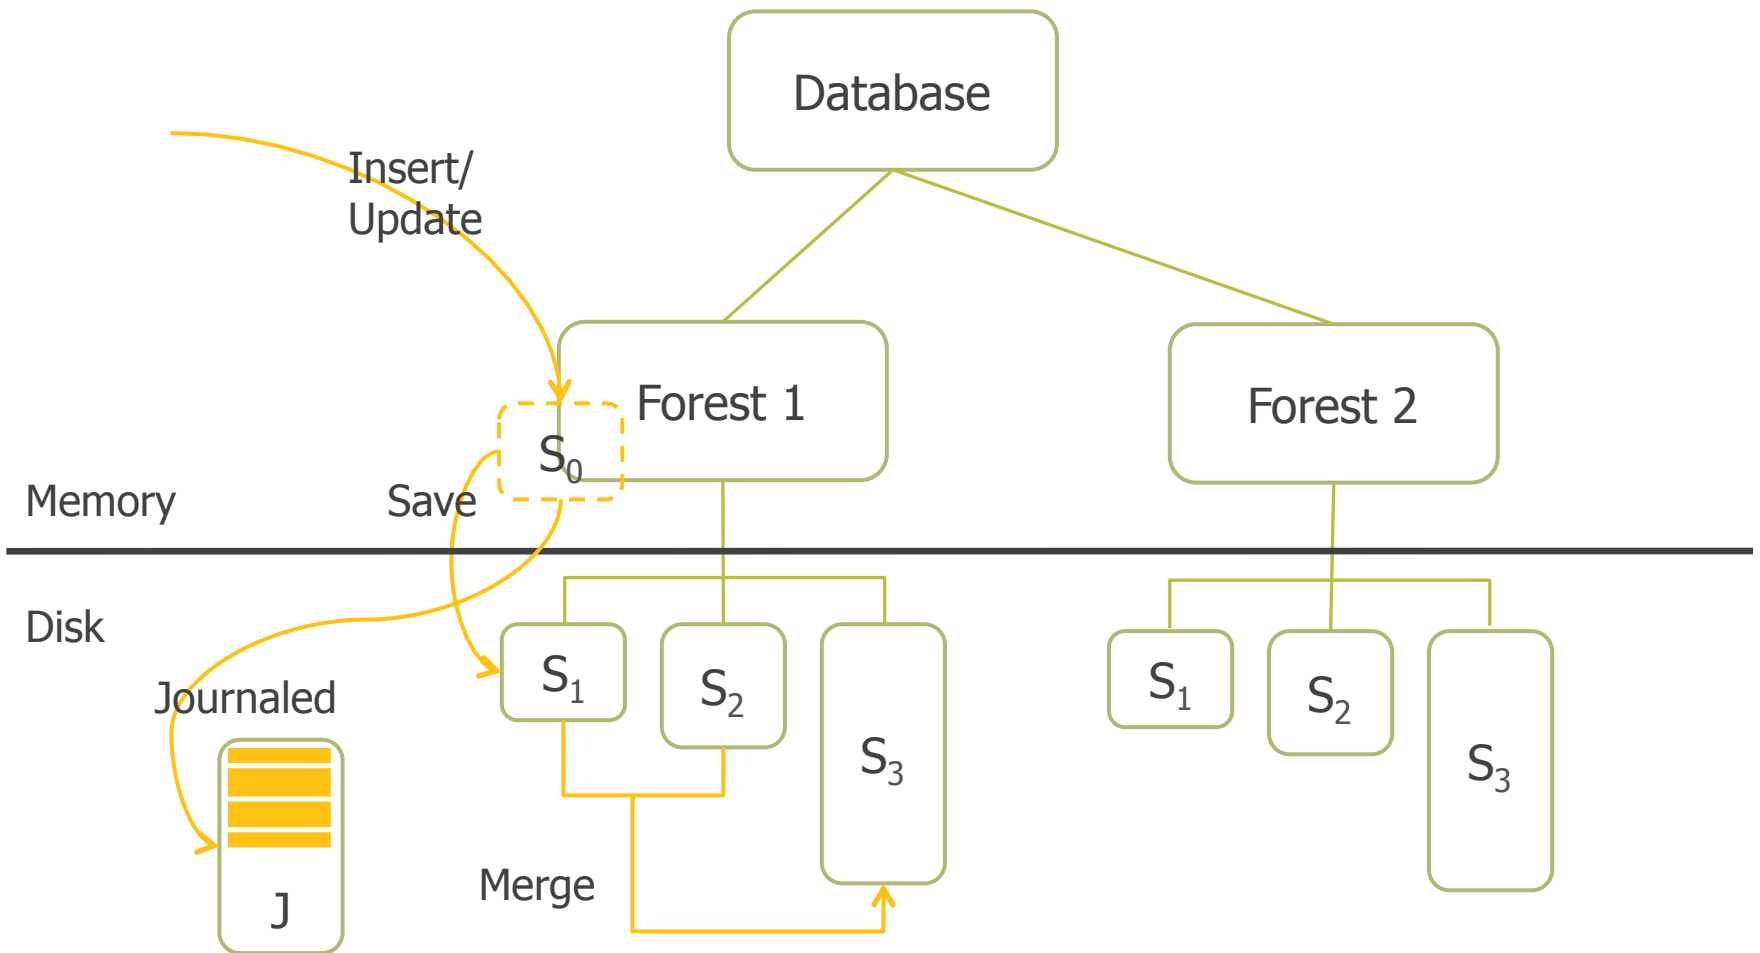 Database
Insert/
Update
Forest 1
Forest 2
S₀
Memory
Save
Disk
S₁
S₂
S₃
S₁
S₂
S₃
Journaled
J
Merge